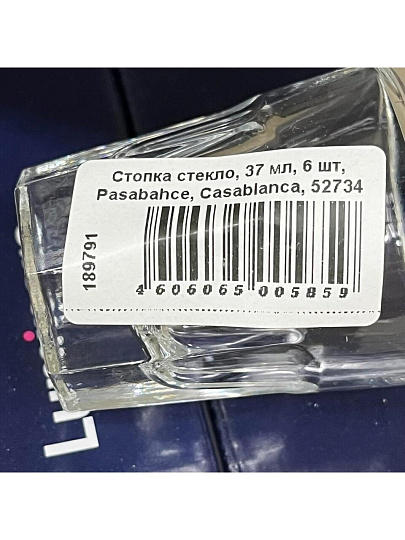 Стопка стекло, 37 мл, 6 шт,
Pasabahce, Casablanca, 52734
189791
4 606065 005859